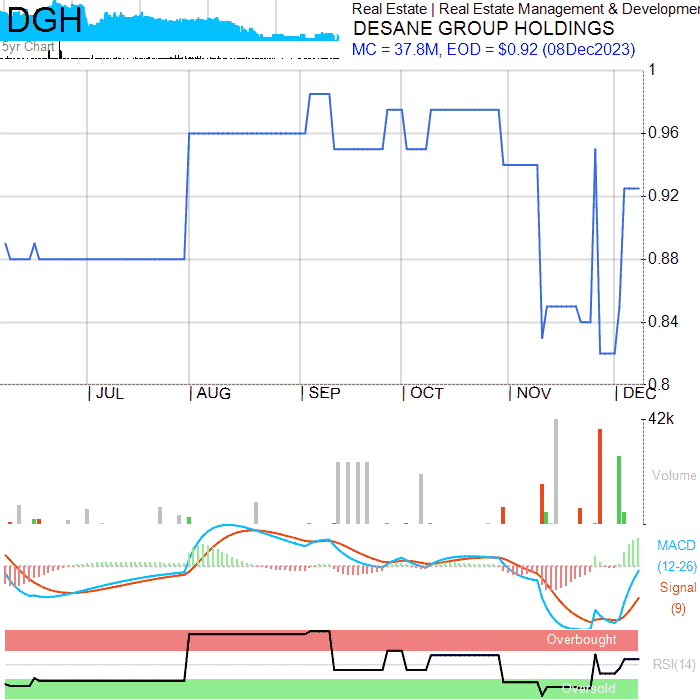 DGH
5yr Chart
Real Estate | Real Estate Management & Developmer
DESANE GROUP HOLDINGS
MC = 37.8M, EOD = $0.92 (08Dec2023)
1
0.96
0.92
0.88
0.84
0.8
JUL AUG SEP OCT NOV DEC
42k
Volume
MACD
(12-26)
Signal
(9)
Overbought
RSI(14)
Oversold